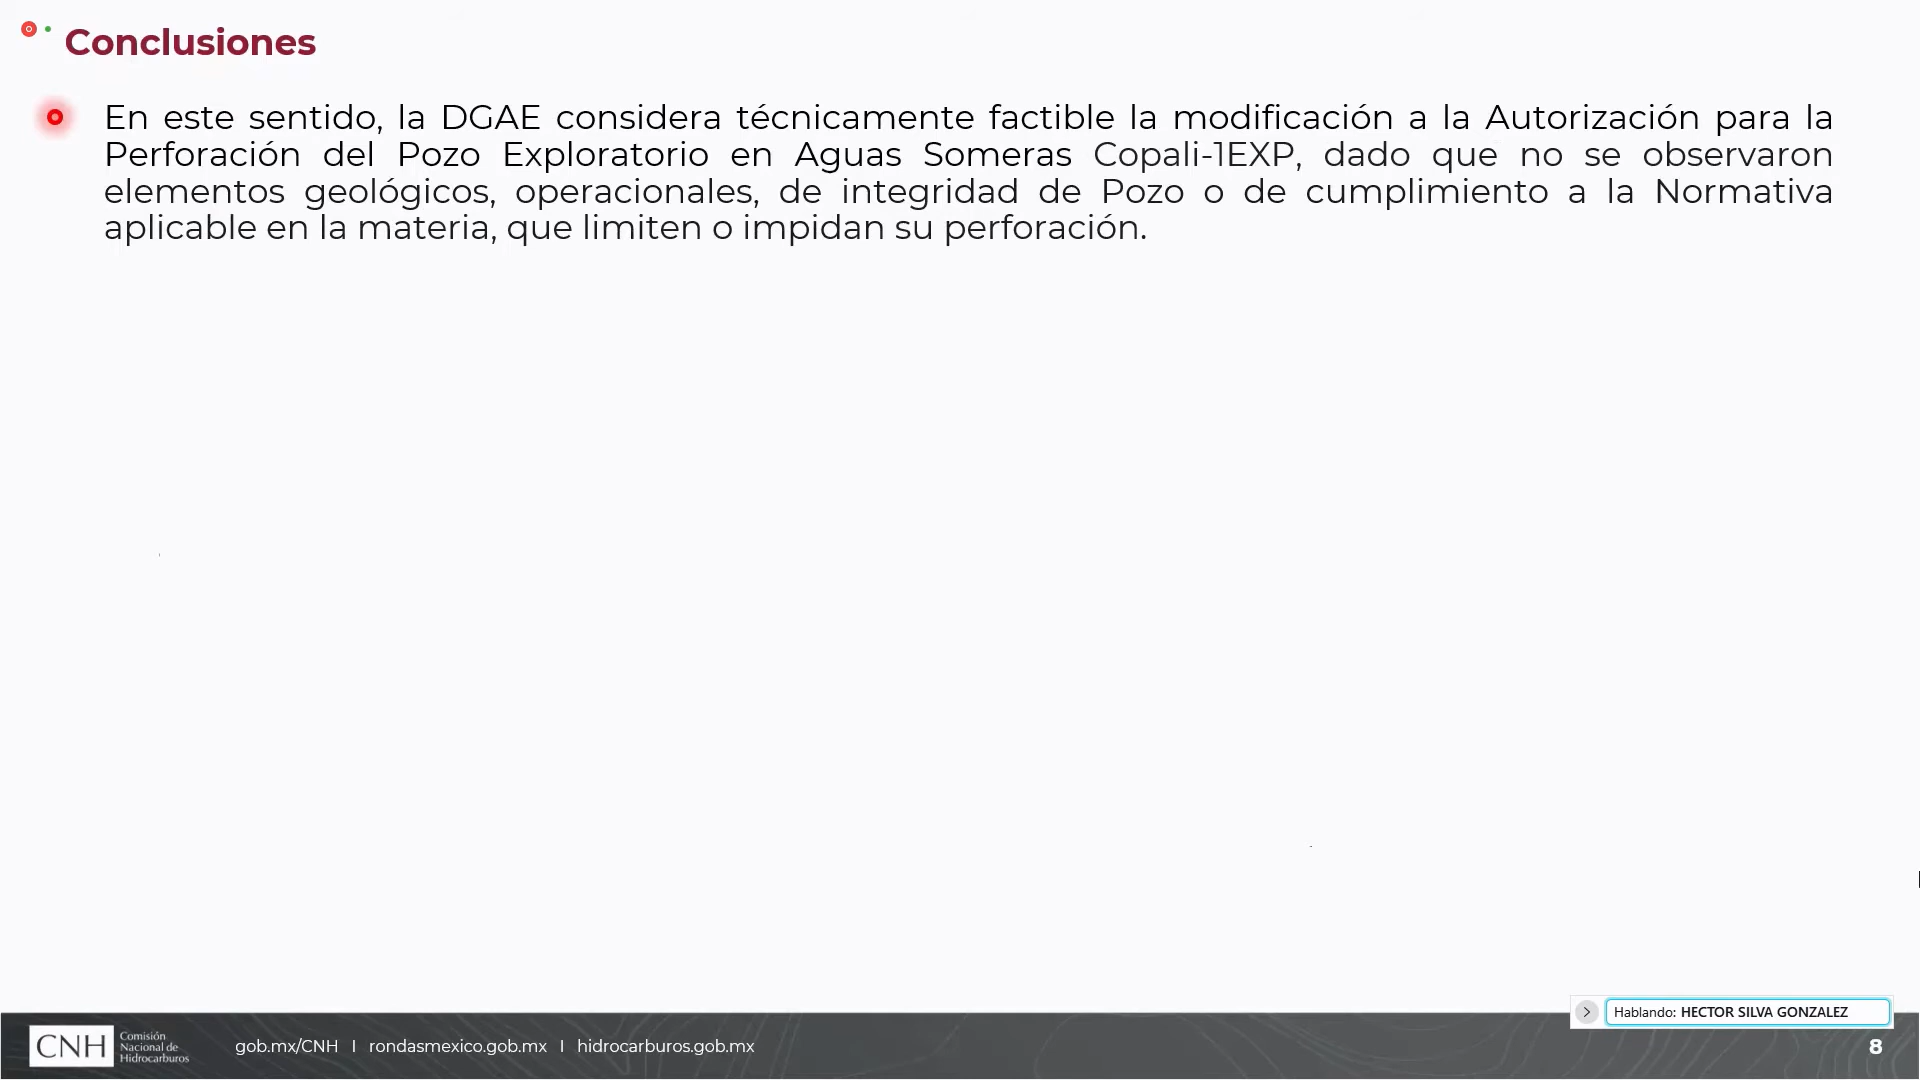 Conclusiones
En este sentido, la DGAE considera técnicamente factible la modificación a la Autorización para la
Perforación del Pozo Exploratorio en Aguas Someras Copali-1EXP, dado que no se observaron
elementos geológicos, operacionales, de integridad de Pozo o de cumplimiento a la Normativa
aplicable en la materia, que limiten o impidan su perforación.
Hablando: HECTOR SILVA GONZALEZ
CNH
Comisión
Nacional de
Hidrocarburos
gob.mx/CNH I rondasmexico.gob.mx I hidrocarburos.gob.mx
8